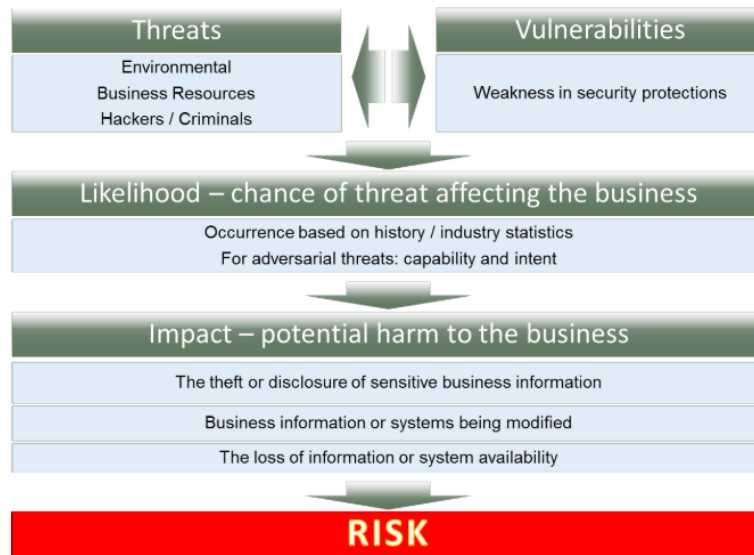 Threats
Environmental
Business Resources
Hackers / Criminals
Vulnerabilities
Weakness in security protections
Likelihood – chance of threat affecting the business
Occurrence based on history / industry statistics
For adversarial threats: capability and intent
Impact – potential harm to the business
The theft or disclosure of sensitive business information
Business information or systems being modified
The loss of information or system availability
RISK